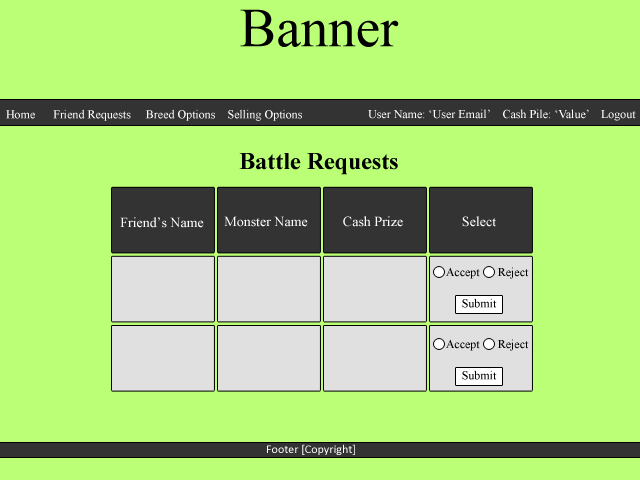 Banner
Home Friend Requests Breed Options Selling Options User Name: ‘User Email’ Cash Pile: ‘Value’ Logout
Battle Requests
Friend’s Name Monster Name Cash Prize Select
Accept Reject
Submit
Accept Reject
Submit
Footer [Copyright]